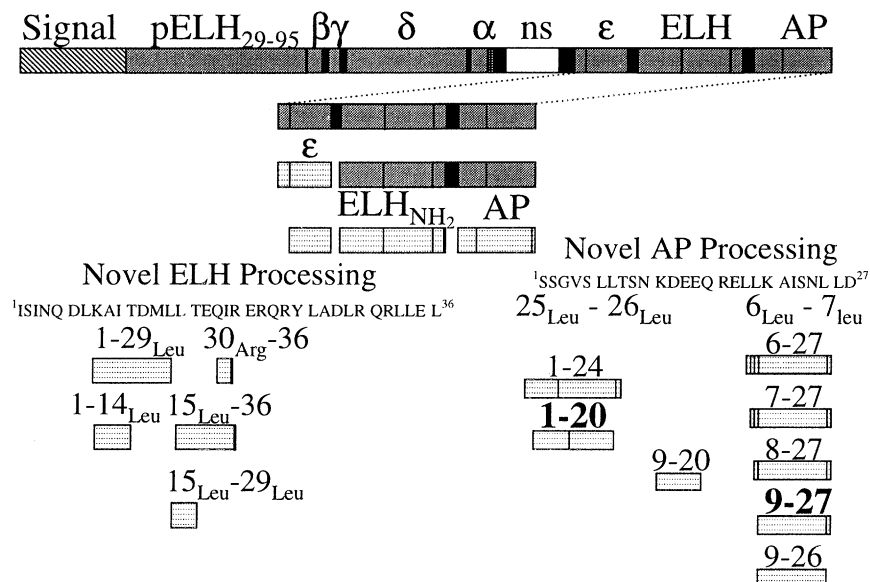 Signal pELH29-95 βγ δ α ns ε ELH AP
ε
ELHNH2 AP
Novel ELH Processing
1ISINQ DLKAI TDMLL TEQIR ERQRY LADLR QRLLE L36
1-29Leu 30Arg-36
1-14Leu 15Leu-36
15Leu-29Leu
Novel AP Processing
1SSGVS LLTSN KDEEQ RELLK AISNL LD27
25Leu - 26Leu 6Leu - 7leu
1-24
1-20
9-20
6-27
7-27
8-27
9-27
9-26